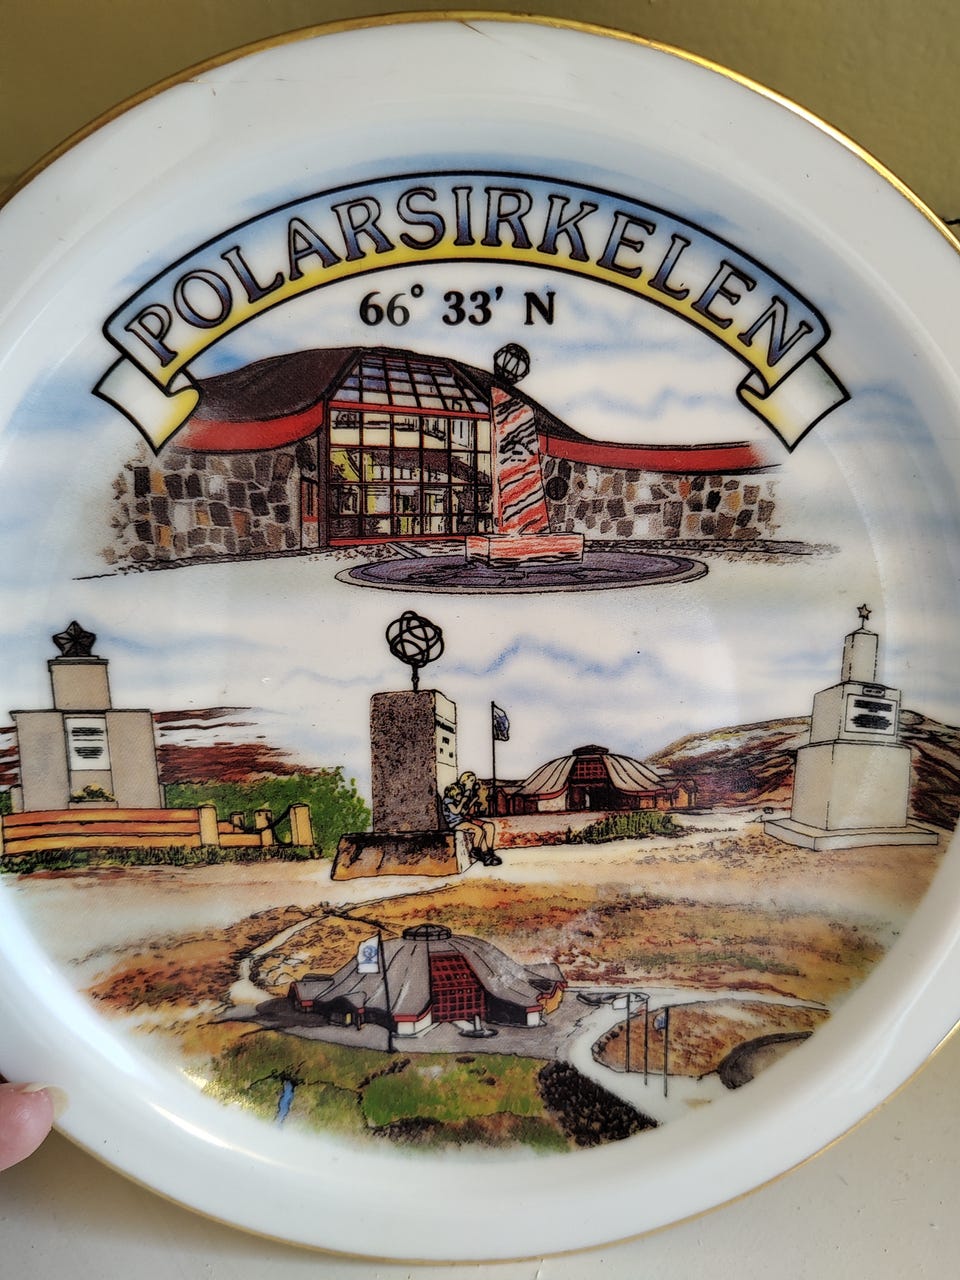 POLARSIRKELEN
66° 33' N